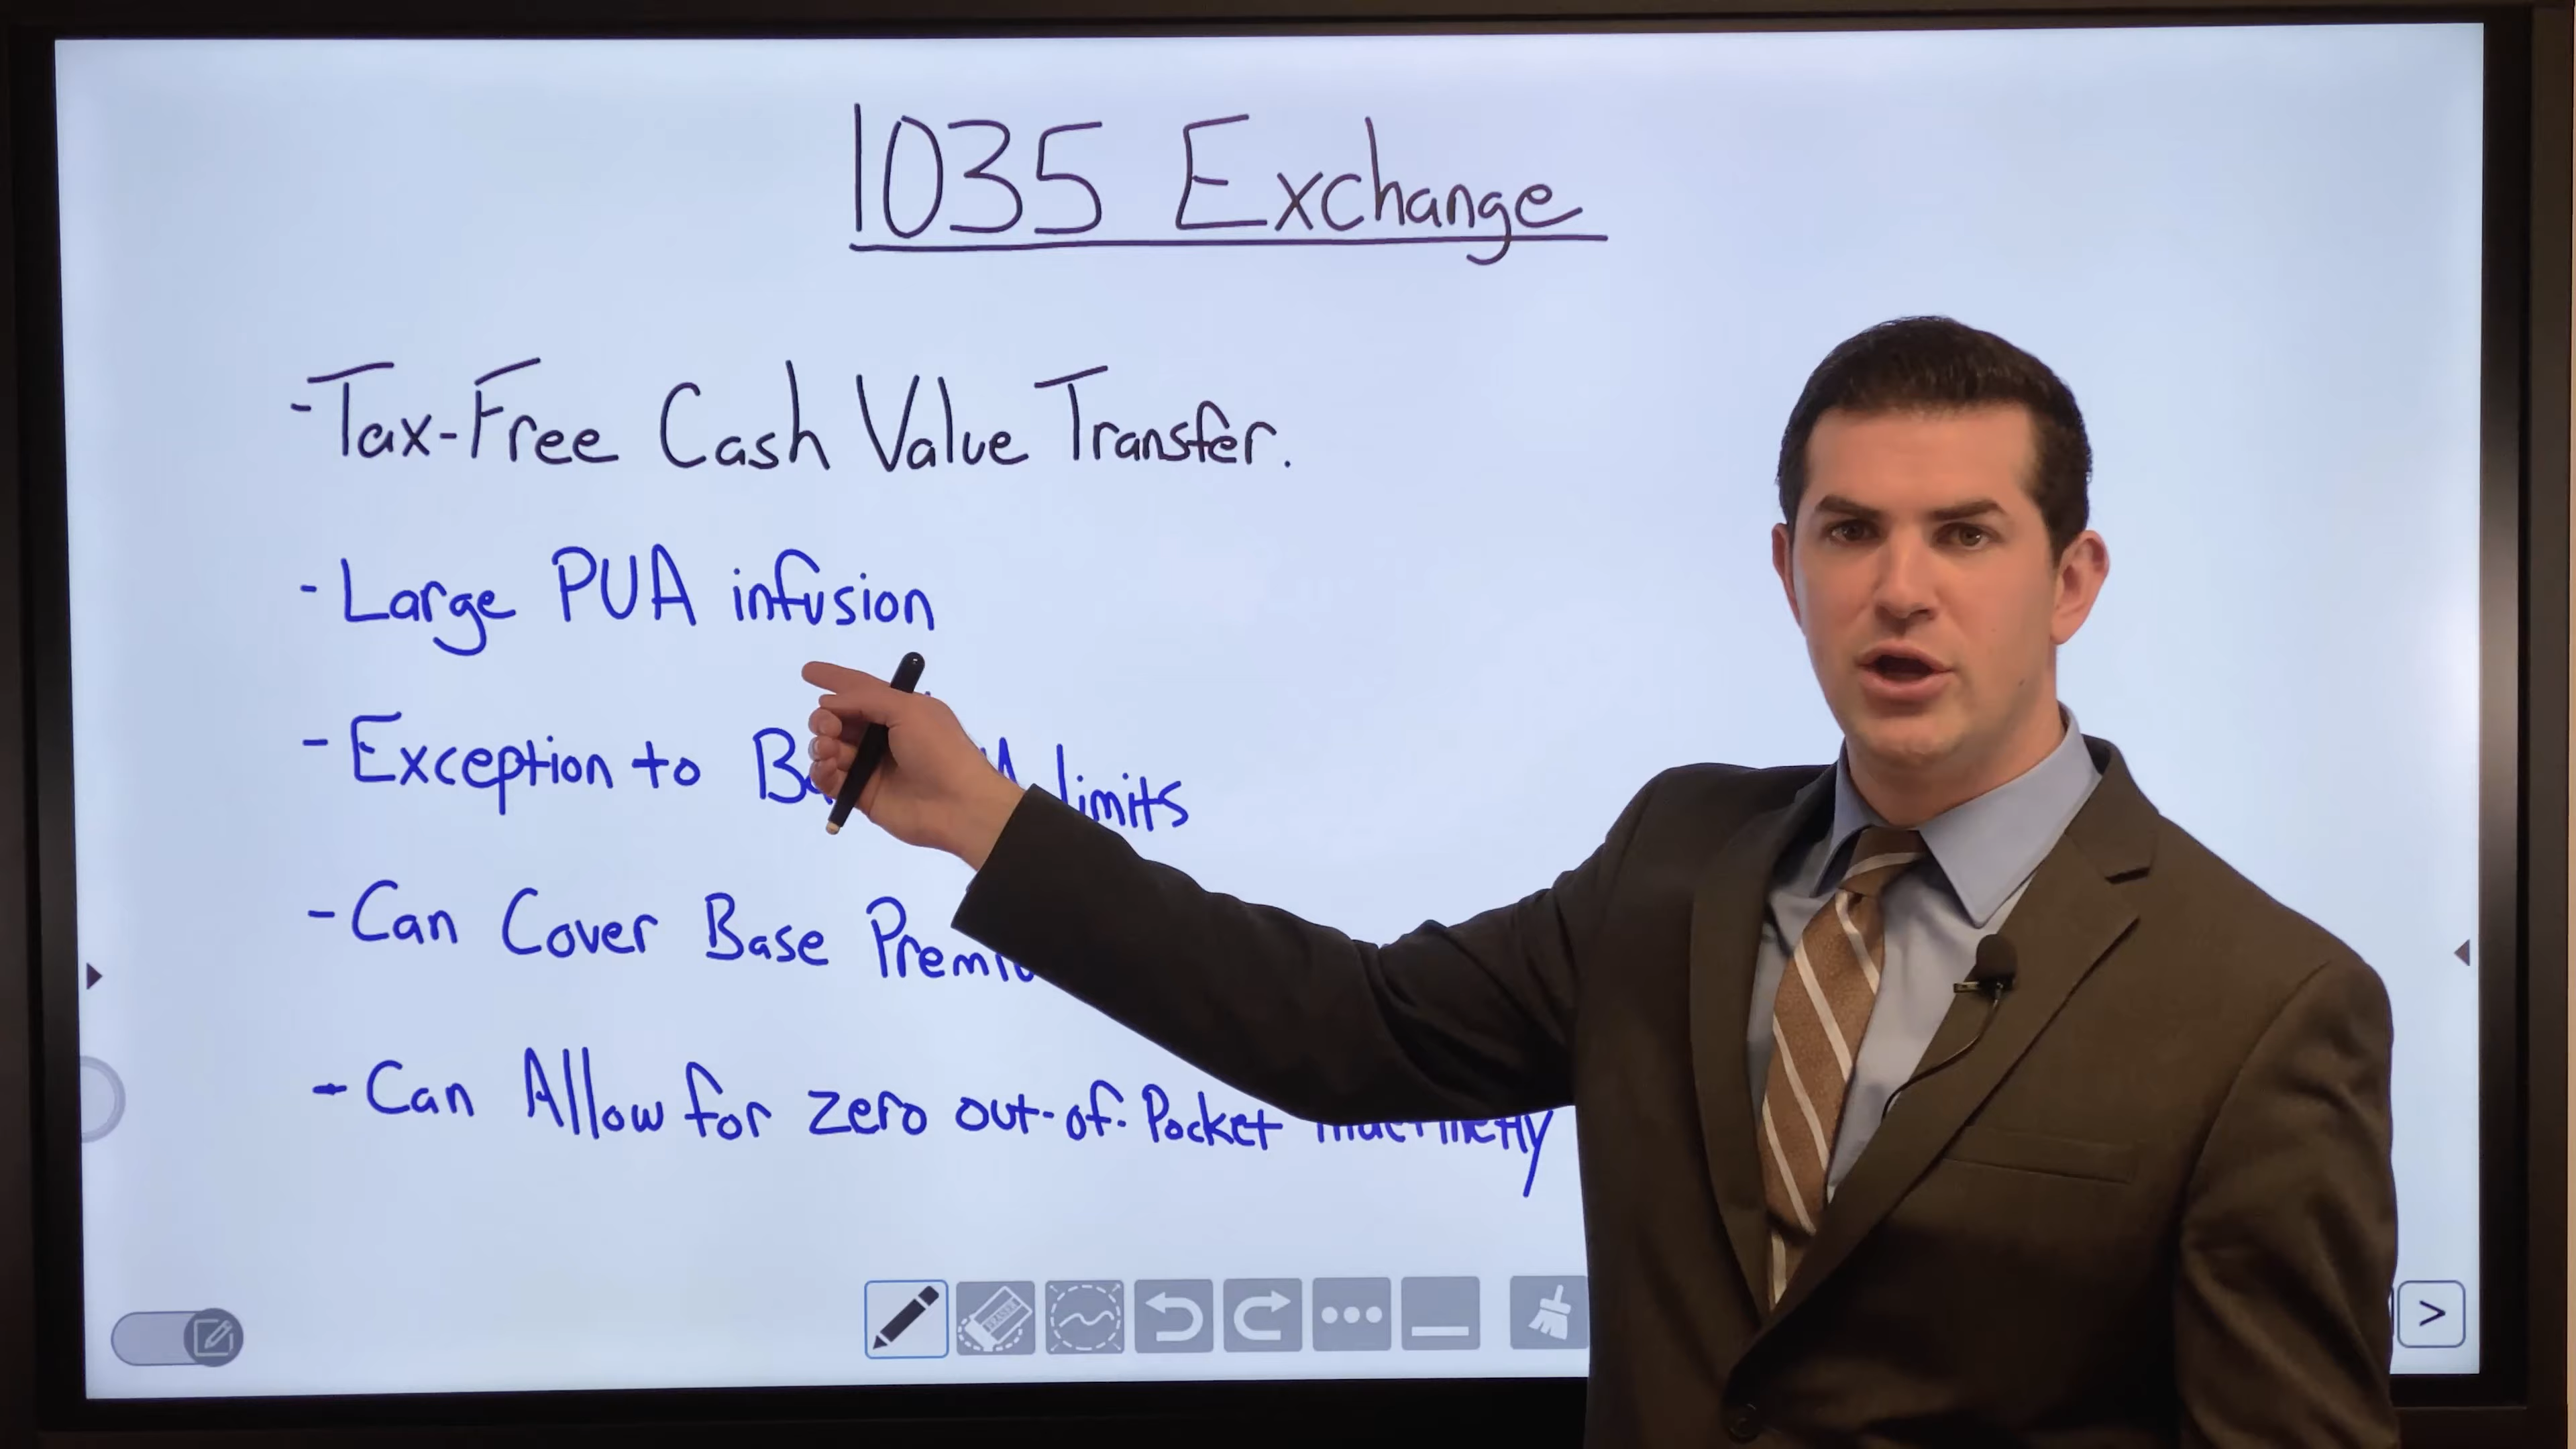 1035 Exchange
-Tax-Free Cash Value Transfer.
-Large PUA infusion
-Exception to limits
-Can Cover Base
-Can Allow for zero out-of-Pocket
ERASER
>